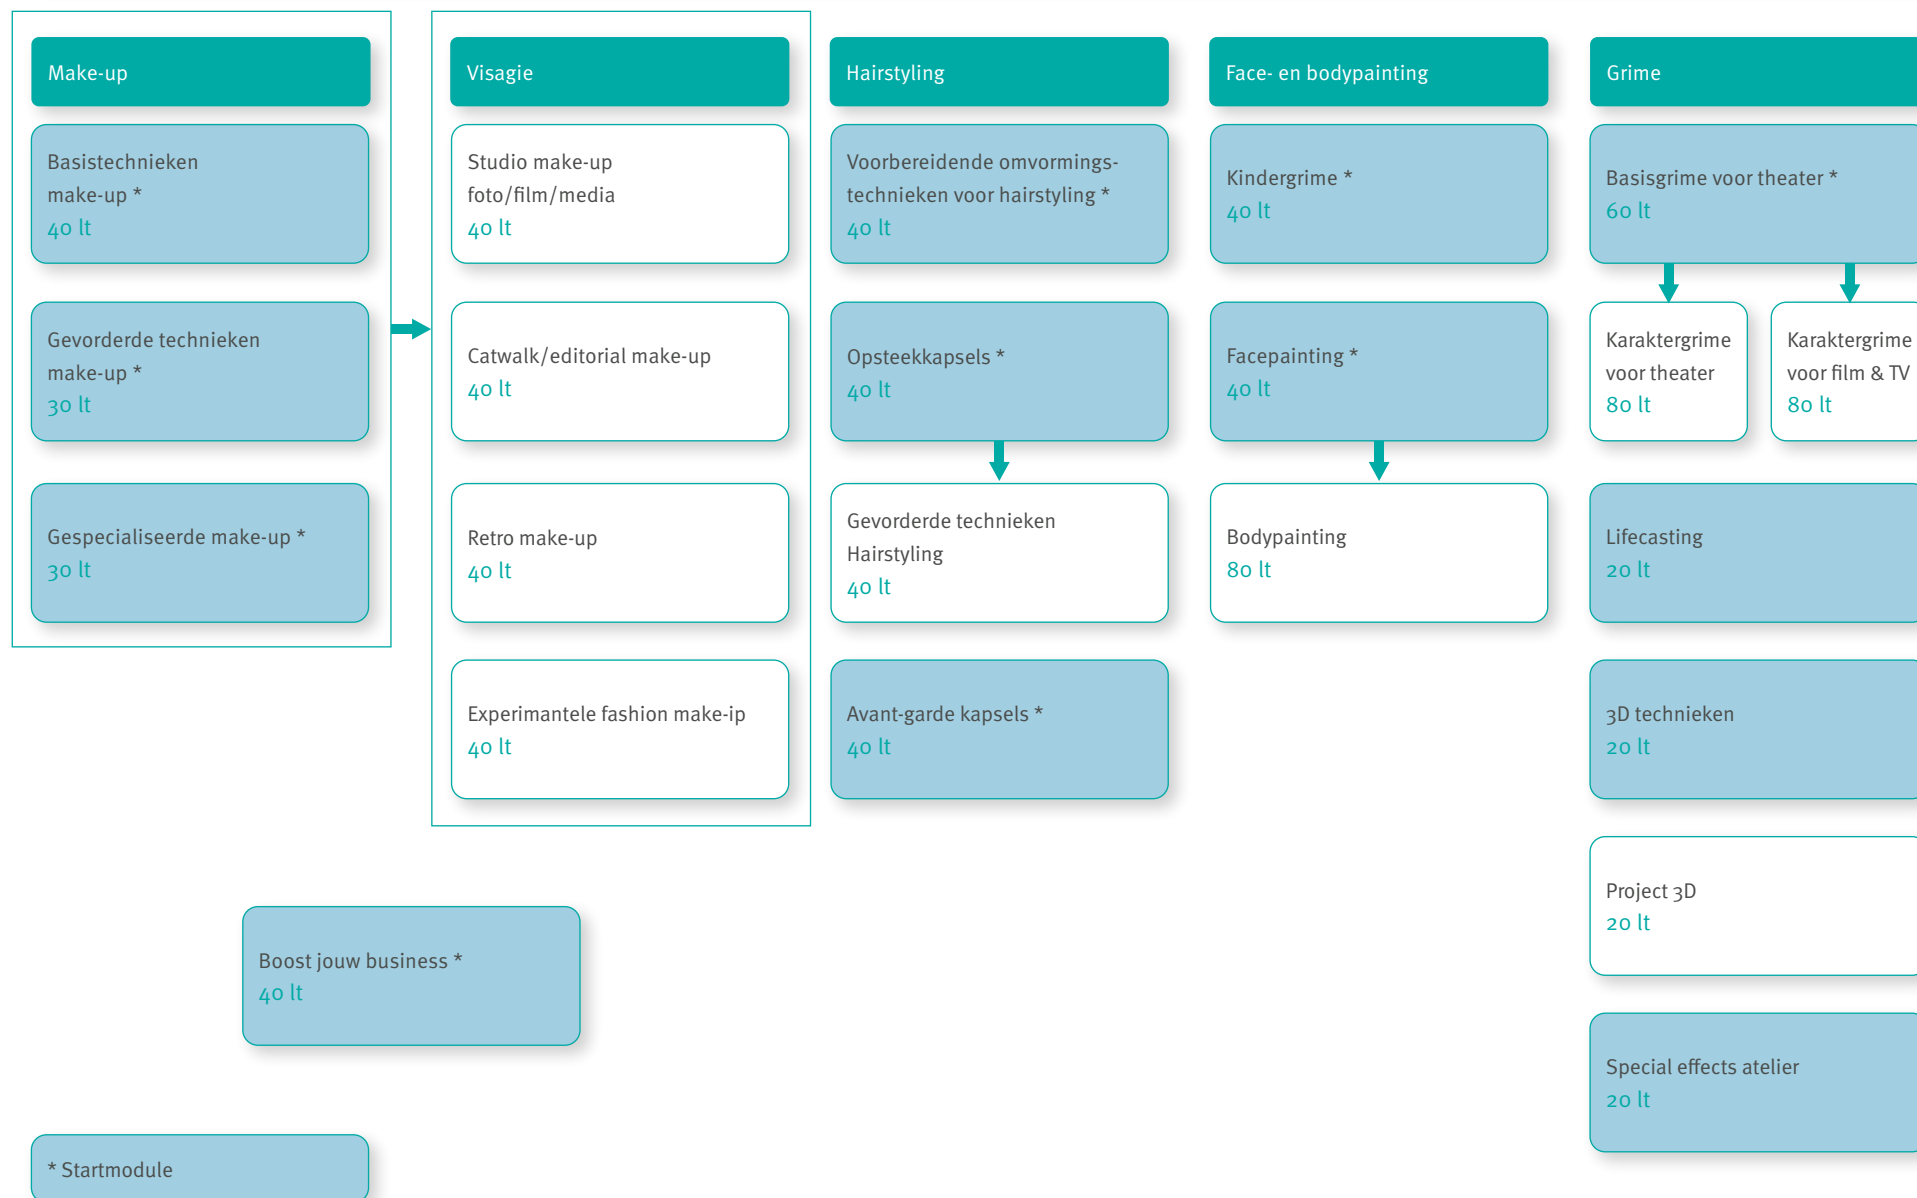 Make-up
Basistechnieken
make-up *
40 lt
Gevorderde technieken
make-up *
30 lt
Gespecialiseerde make-up *
30 lt
Visagie
Studio make-up
foto/film/media
40 lt
Catwalk/editorial make-up
40 lt
Retro make-up
40 lt
Experimantele fashion make-ip
40 lt
Hairstyling
Voorbereidende omvormings-
technieken voor hairstyling *
40 lt
Opsteekkapsels *
40 lt
Gevorderde technieken
Hairstyling
40 lt
Avant-garde kapsels *
40 lt
Face- en bodypainting
Kindergrime *
40 lt
Facepainting *
40 lt
Bodypainting
80 lt
Grime
Basisgrime voor theater *
60 lt
Karaktergrime
voor theater
80 lt
Karaktergrime
voor film & TV
80 lt
Lifecasting
20 lt
3D technieken
20 lt
Project 3D
20 lt
Special effects atelier
20 lt
Boost jouw business *
40 lt
* Startmodule